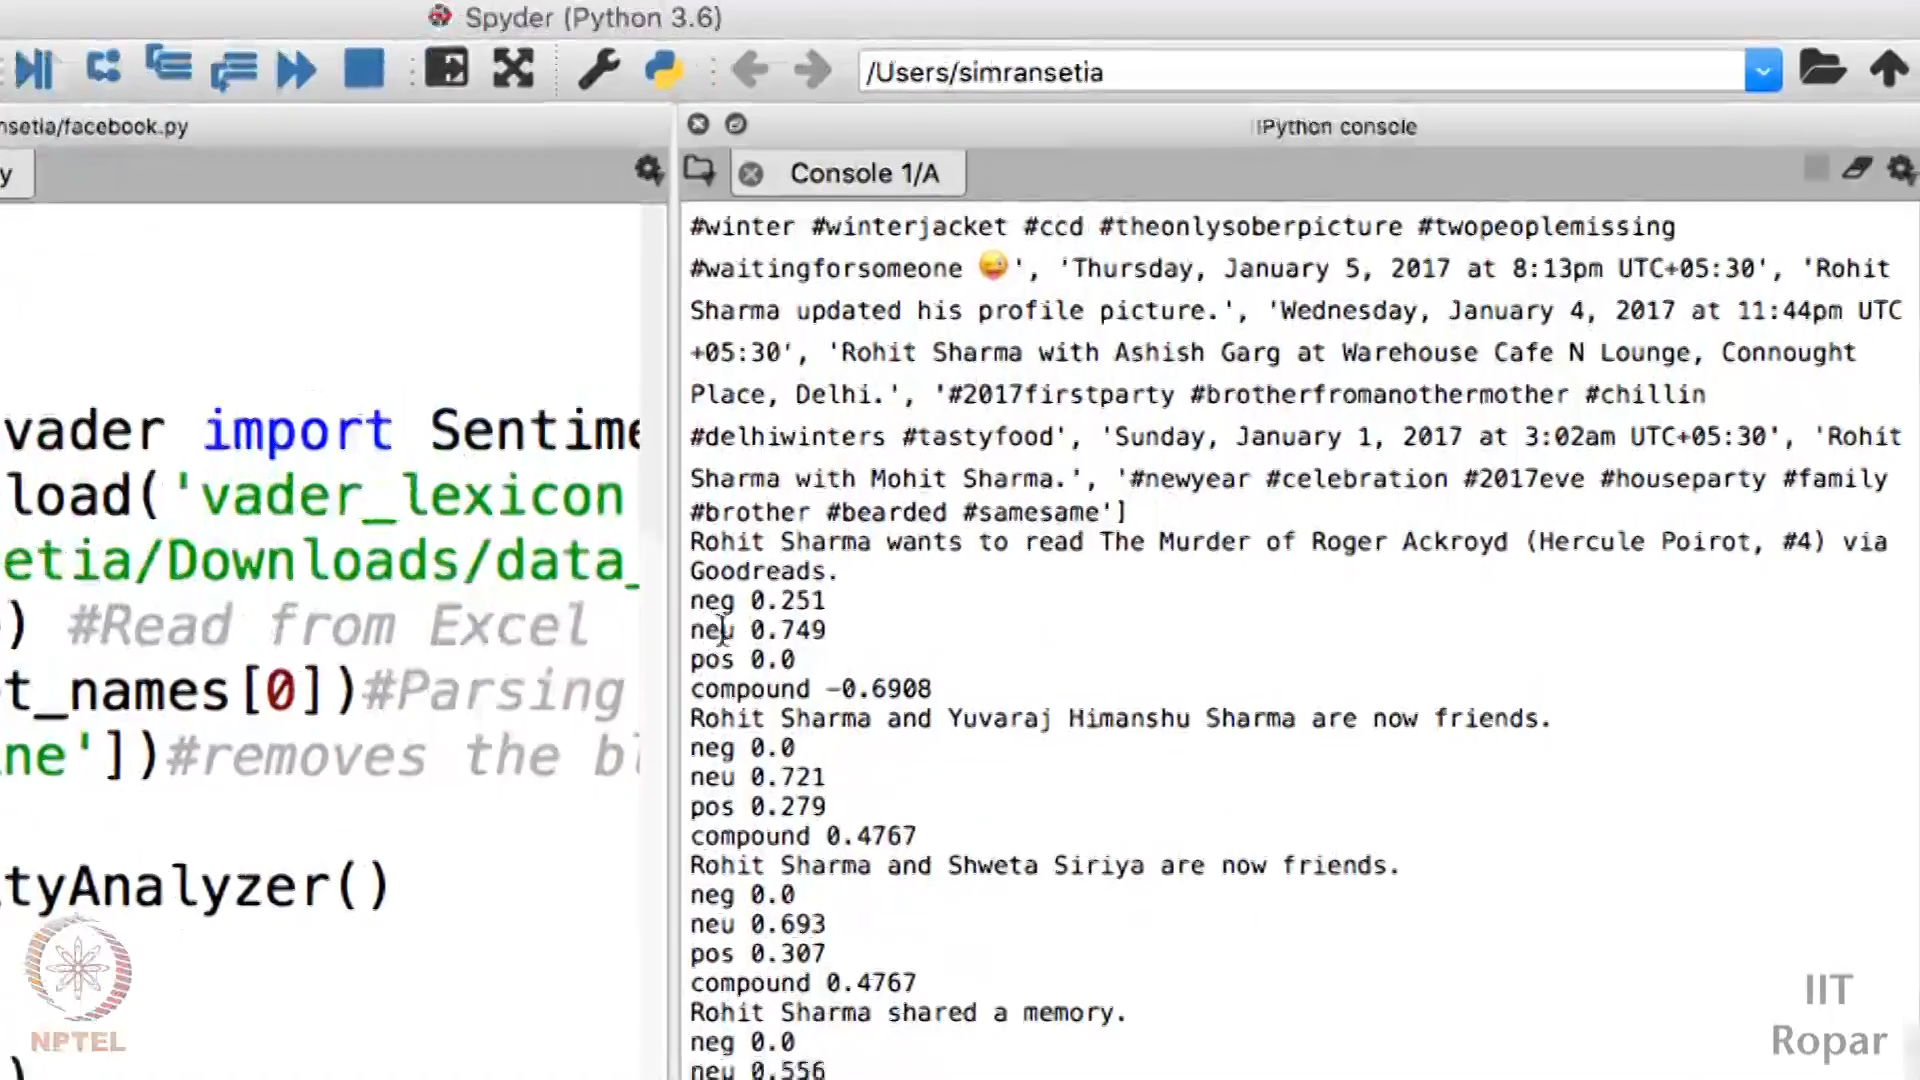 Spyder (Python 3.6)
/Users/simransetia
nsetia/facebook.py
IPython console
y
Console 1/A
vader import Sentime
load('vader_lexicon
etia/Downloads/data_
) #Read from Excel
t_names[0])#Parsing
ne'])#removes the bl
tyAnalyzer()
)
#winter #winterjacket #ccd #theonlysoberpicture #twopeoplemissing
#waitingforsomeone 😜', 'Thursday, January 5, 2017 at 8:13pm UTC+05:30', 'Rohit
Sharma updated his profile picture.', 'Wednesday, January 4, 2017 at 11:44pm UTC
+05:30', 'Rohit Sharma with Ashish Garg at Warehouse Cafe N Lounge, Connought
Place, Delhi.', '#2017firstparty #brotherfromanothermother #chillin
#delhiwinters #tastyfood', 'Sunday, January 1, 2017 at 3:02am UTC+05:30', 'Rohit
Sharma with Mohit Sharma.', '#newyear #celebration #2017eve #houseparty #family
#brother #bearded #samesame']
Rohit Sharma wants to read The Murder of Roger Ackroyd (Hercule Poirot, #4) via
Goodreads.
neg 0.251
neu 0.749
pos 0.0
compound -0.6908
Rohit Sharma and Yuvaraj Himanshu Sharma are now friends.
neg 0.0
neu 0.721
pos 0.279
compound 0.4767
Rohit Sharma and Shweta Siriya are now friends.
neg 0.0
neu 0.693
pos 0.307
compound 0.4767
Rohit Sharma shared a memory.
neg 0.0
neu 0.556
NPTEL
IIT
Ropar